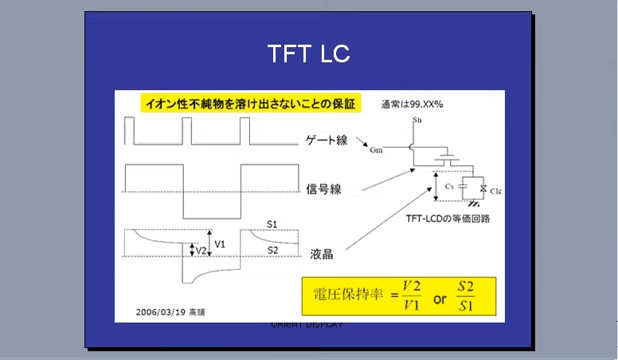 TFT LC
イオン性不純物を溶け出さないことの保証
通常は99.XX%
Sn
ゲート線
Gm
信号線
Cs
Clc
TFT-LCDの等価回路
S1
V1
V2
S2
液晶
電圧保持率 = V2/V1 or S2/S1
2006/03/19 高頭
ORIENT DISPLAY